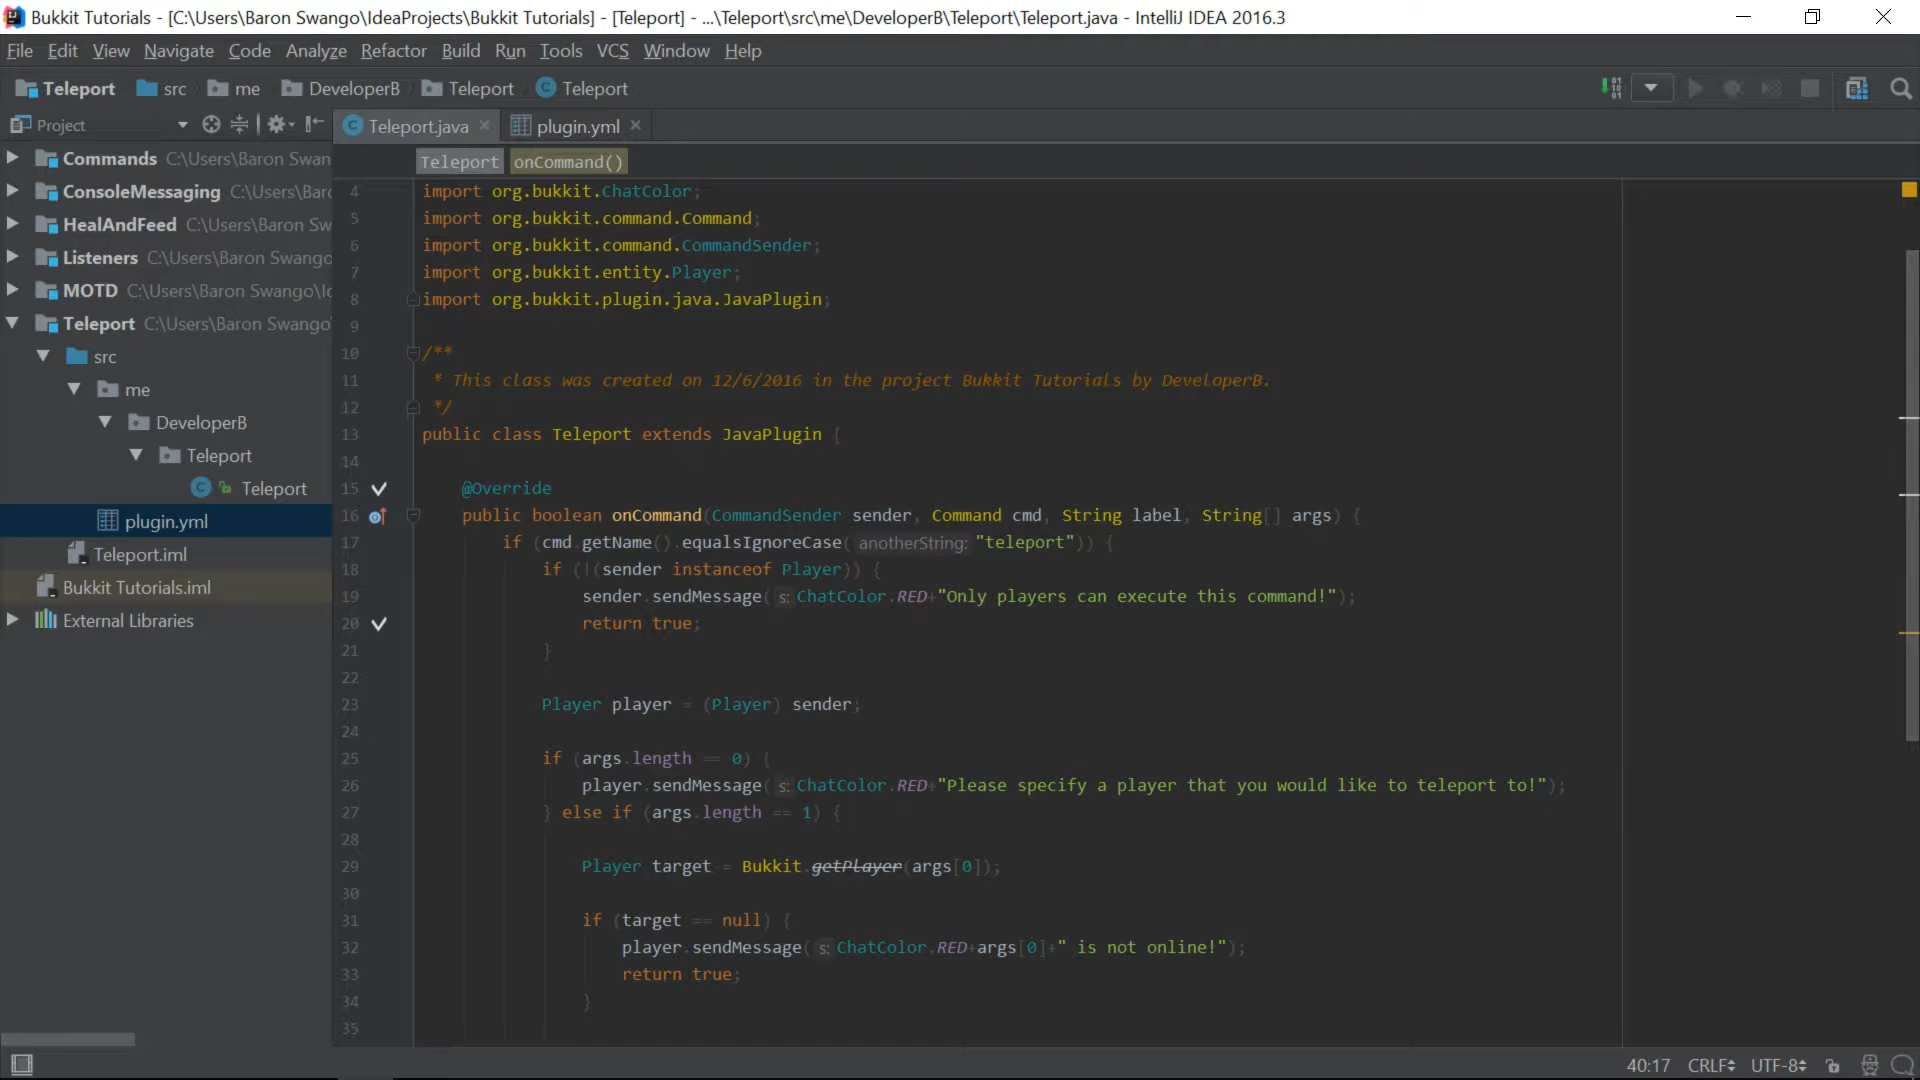 Bukkit Tutorials - [C:\Users\Baron Swango\IdeaProjects\Bukkit Tutorials] - [Teleport] - ...\Teleport\src\me\DeveloperB\Teleport\Teleport.java - IntelliJ IDEA 2016.3
File Edit View Navigate Code Analyze Refactor Build Run Tools VCS Window Help
Teleport src me DeveloperB Teleport Teleport
Project
Teleport.java plugin.yml
Commands C:\Users\Baron Swan
ConsoleMessaging C:\Users\Bar
HealAndFeed C:\Users\Baron Sw
Listeners C:\Users\Baron Swango
MOTD C:\Users\Baron Swango\Id
Teleport C:\Users\Baron Swango
src
me
DeveloperB
Teleport
Teleport
plugin.yml
Teleport.iml
Bukkit Tutorials.iml
External Libraries
Teleport onCommand()
4 import org.bukkit.ChatColor;
5 import org.bukkit.command.Command;
6 import org.bukkit.command.CommandSender;
7 import org.bukkit.entity.Player;
8 import org.bukkit.plugin.java.JavaPlugin;
9
10 /**
11 * This class was created on 12/6/2016 in the project Bukkit Tutorials by DeveloperB.
12 */
13 public class Teleport extends JavaPlugin {
14
15 @Override
16 public boolean onCommand(CommandSender sender, Command cmd, String label, String[] args) {
17 if (cmd.getName().equalsIgnoreCase( anotherString: "teleport")) {
18 if (!(sender instanceof Player)) {
19 sender.sendMessage( s: ChatColor.RED+"Only players can execute this command!");
20 return true;
21 }
22
23 Player player = (Player) sender;
24
25 if (args.length == 0) {
26 player.sendMessage( s: ChatColor.RED+"Please specify a player that you would like to teleport to!");
27 } else if (args.length == 1) {
28
29 Player target = Bukkit.getPlayer(args[0]);
30
31 if (target == null) {
32 player.sendMessage( s: ChatColor.RED+args[0]+" is not online!");
33 return true;
34 }
35
40:17 CRLF UTF-8